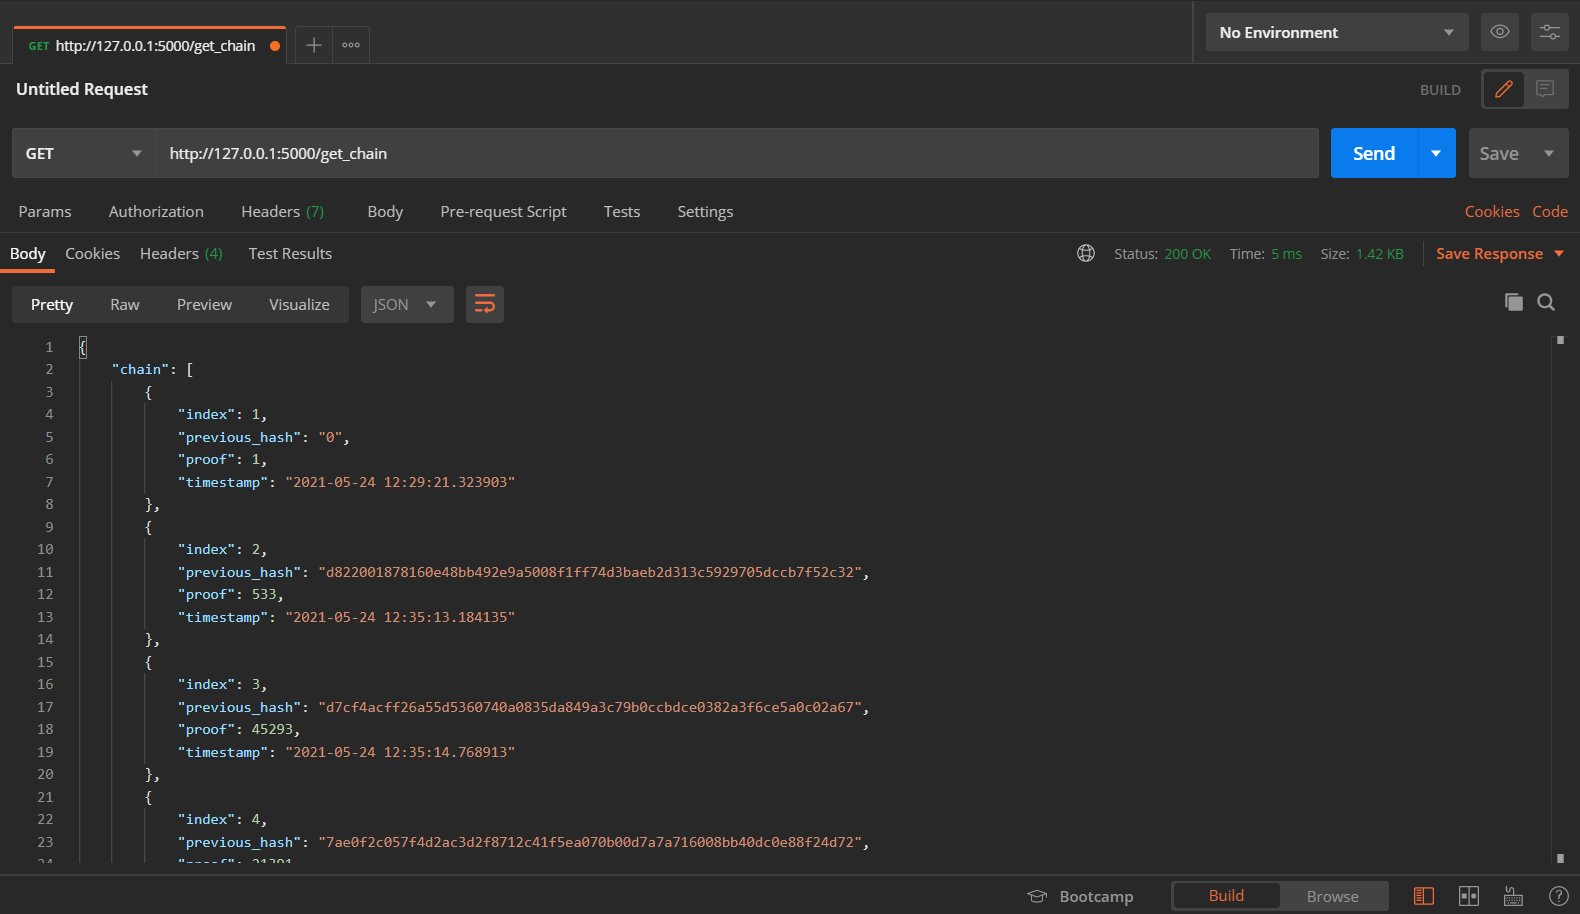 GET http://127.0.0.1:5000/get_chain
No Environment
Untitled Request
BUILD
GET
http://127.0.0.1:5000/get_chain
Send
Save
Params Authorization Headers (7) Body Pre-request Script Tests Settings Cookies Code
Body Cookies Headers (4) Test Results Status: 200 OK Time: 5 ms Size: 1.42 KB Save Response
Pretty Raw Preview Visualize JSON
1 {
2 "chain": [
3 {
4 "index": 1,
5 "previous_hash": "0",
6 "proof": 1,
7 "timestamp": "2021-05-24 12:29:21.323903"
8 },
9 {
10 "index": 2,
11 "previous_hash": "d822001878160e48bb492e9a5008f1ff74d3baeb2d313c5929705dccb7f52c32",
12 "proof": 533,
13 "timestamp": "2021-05-24 12:35:13.184135"
14 },
15 {
16 "index": 3,
17 "previous_hash": "d7cf4acff26a55d5360740a0835da849a3c79b0ccbdce0382a3f6ce5a0c02a67",
18 "proof": 45293,
19 "timestamp": "2021-05-24 12:35:14.768913"
20 },
21 {
22 "index": 4,
23 "previous_hash": "7ae0f2c057f4d2ac3d2f8712c41f5ea070b00d7a7a716008bb40dc0e88f24d72",
24 "proof":
Bootcamp Build Browse